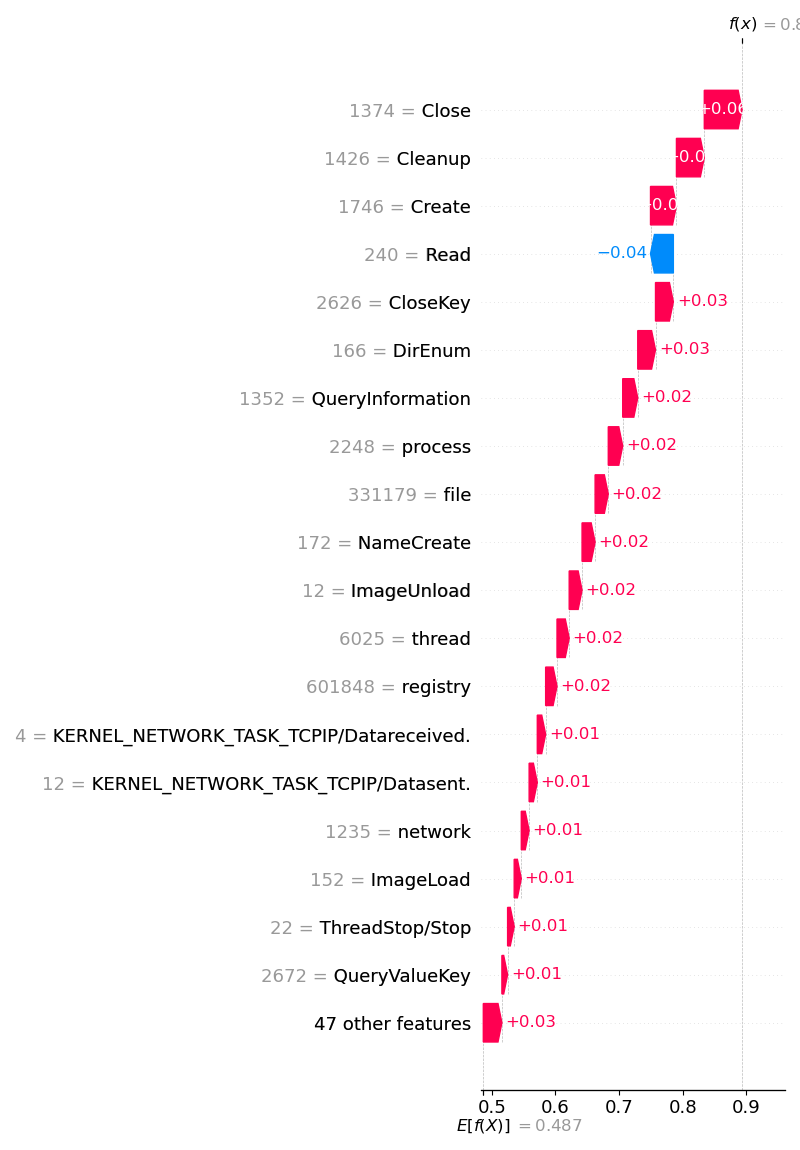 f(x) = 0.8
1374 = Close +0.06
1426 = Cleanup +0.0
1746 = Create +0.0
240 = Read −0.04
2626 = CloseKey +0.03
166 = DirEnum +0.03
1352 = QueryInformation +0.02
2248 = process +0.02
331179 = file +0.02
172 = NameCreate +0.02
12 = ImageUnload +0.02
6025 = thread +0.02
601848 = registry +0.02
4 = KERNEL_NETWORK_TASK_TCPIP/Datareceived. +0.01
12 = KERNEL_NETWORK_TASK_TCPIP/Datasent. +0.01
1235 = network +0.01
152 = ImageLoad +0.01
22 = ThreadStop/Stop +0.01
2672 = QueryValueKey +0.01
47 other features +0.03
0.5 0.6 0.7 0.8 0.9
E[f(X)] = 0.487